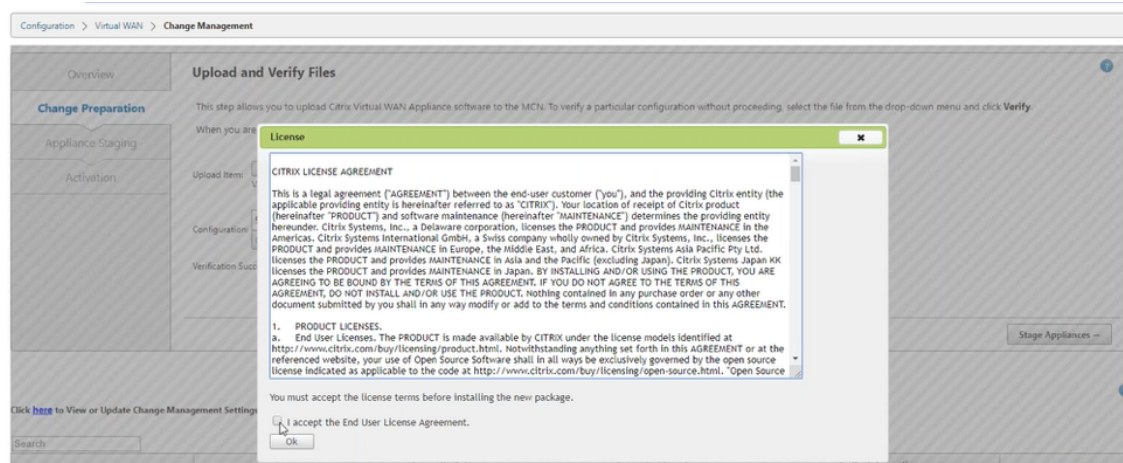 Configuration > Virtual WAN > Change Management
Overview
Change Preparation
Appliance Staging
Activation
Upload and Verify Files
This step allows you to upload Citrix Virtual WAN Appliance software to the MCN. To verify a particular configuration without proceeding, select the file from the drop-down menu and click Verify.
When you are
Upload Item:
Configuration:
Verification Succ
License
CITRIX LICENSE AGREEMENT
This is a legal agreement ("AGREEMENT") between the end-user customer ("you"), and the providing Citrix entity (the
applicable providing entity is hereinafter referred to as "CITRIX"). Your location of receipt of Citrix product
(hereinafter "PRODUCT") and software maintenance (hereinafter "MAINTENANCE") determines the providing entity
hereunder. Citrix Systems, Inc., a Delaware corporation, licenses the PRODUCT and provides MAINTENANCE in the
Americas. Citrix Systems International GmbH, a Swiss company wholly owned by Citrix Systems, Inc., licenses the
PRODUCT and provides MAINTENANCE in Europe, the Middle East, and Africa. Citrix Systems Asia Pacific Pty Ltd.
licenses the PRODUCT and provides MAINTENANCE in Asia and the Pacific (excluding Japan). Citrix Systems Japan KK
licenses the PRODUCT and provides MAINTENANCE in Japan. BY INSTALLING AND/OR USING THE PRODUCT, YOU ARE
AGREEING TO BE BOUND BY THE TERMS OF THIS AGREEMENT. IF YOU DO NOT AGREE TO THE TERMS OF THIS
AGREEMENT, DO NOT INSTALL AND/OR USE THE PRODUCT. Nothing contained in any purchase order or any other
document submitted by you shall in any way modify or add to the terms and conditions contained in this AGREEMENT.
1. PRODUCT LICENSES.
a. End User Licenses. The PRODUCT is made available by CITRIX under the license models identified at
http://www.citrix.com/buy/licensing/product.html. Notwithstanding anything set forth in this AGREEMENT or at the
referenced website, your use of Open Source Software shall in all ways be exclusively governed by the open source
license indicated as applicable to the code at http://www.citrix.com/buy/licensing/open-source.html. "Open Source
You must accept the license terms before installing the new package.
I accept the End User License Agreement.
Ok
Stage Appliances →
Click here to View or Update Change Management Settings
Search